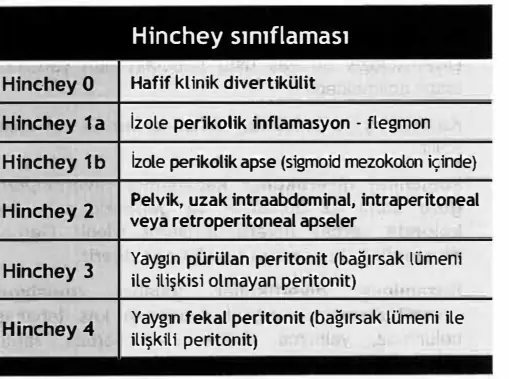 Hinchey sınıflaması
Hinchey 0 Hafif klinik divertikülit
Hinchey 1a İzole perikolik inflamasyon - flegmon
Hinchey 1b İzole perikolik apse (sigmoid mezokolon içinde)
Hinchey 2 Pelvik, uzak intraabdominal, intraperitoneal
veya retroperitoneal apseler
Hinchey 3 Yaygın pürülan peritonit (bağırsak lümeni
ile ilişkisi olmayan peritonit)
Hinchey 4 Yaygın fekal peritonit (bağırsak lümeni ile
ilişkili peritonit)